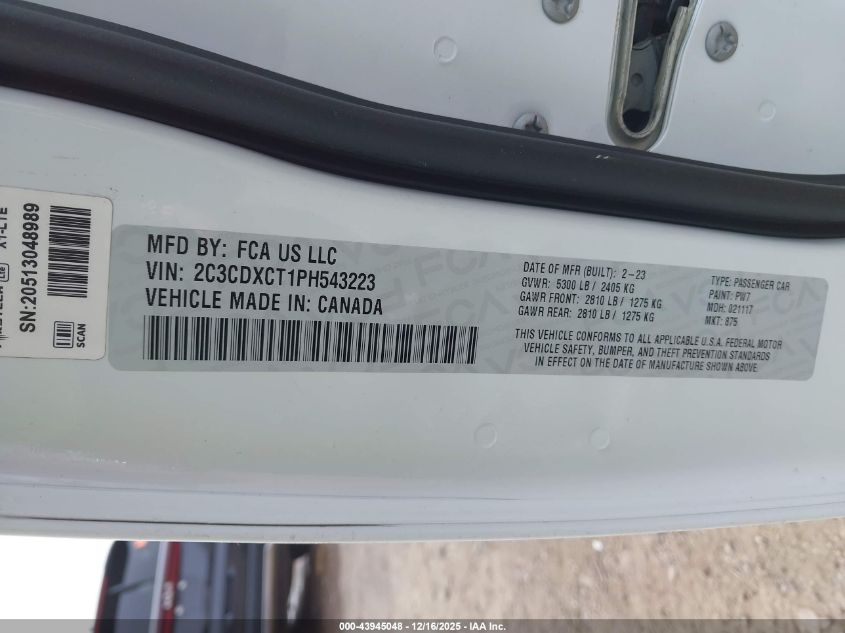 XT-LTE
SN:20513048989
SCAN
MFD BY: FCA US LLC
VIN: 2C3CDXCT1PH543223
VEHICLE MADE IN: CANADA
DATE OF MFR (BUILT): 2-23
GVWR: 5300 LB / 2405 KG
GAWR FRONT: 2810 LB / 1275 KG
GAWR REAR: 2810 LB / 1275 KG
TYPE: PASSENGER CAR
PAINT: PW7
MDH: 021117
MKT: 875
THIS VEHICLE CONFORMS TO ALL APPLICABLE U.S.A. FEDERAL MOTOR
VEHICLE SAFETY, BUMPER, AND THEFT PREVENTION STANDARDS
IN EFFECT ON THE DATE OF MANUFACTURE SHOWN ABOVE
000-43945048 - 12/16/2025 - IAA Inc.